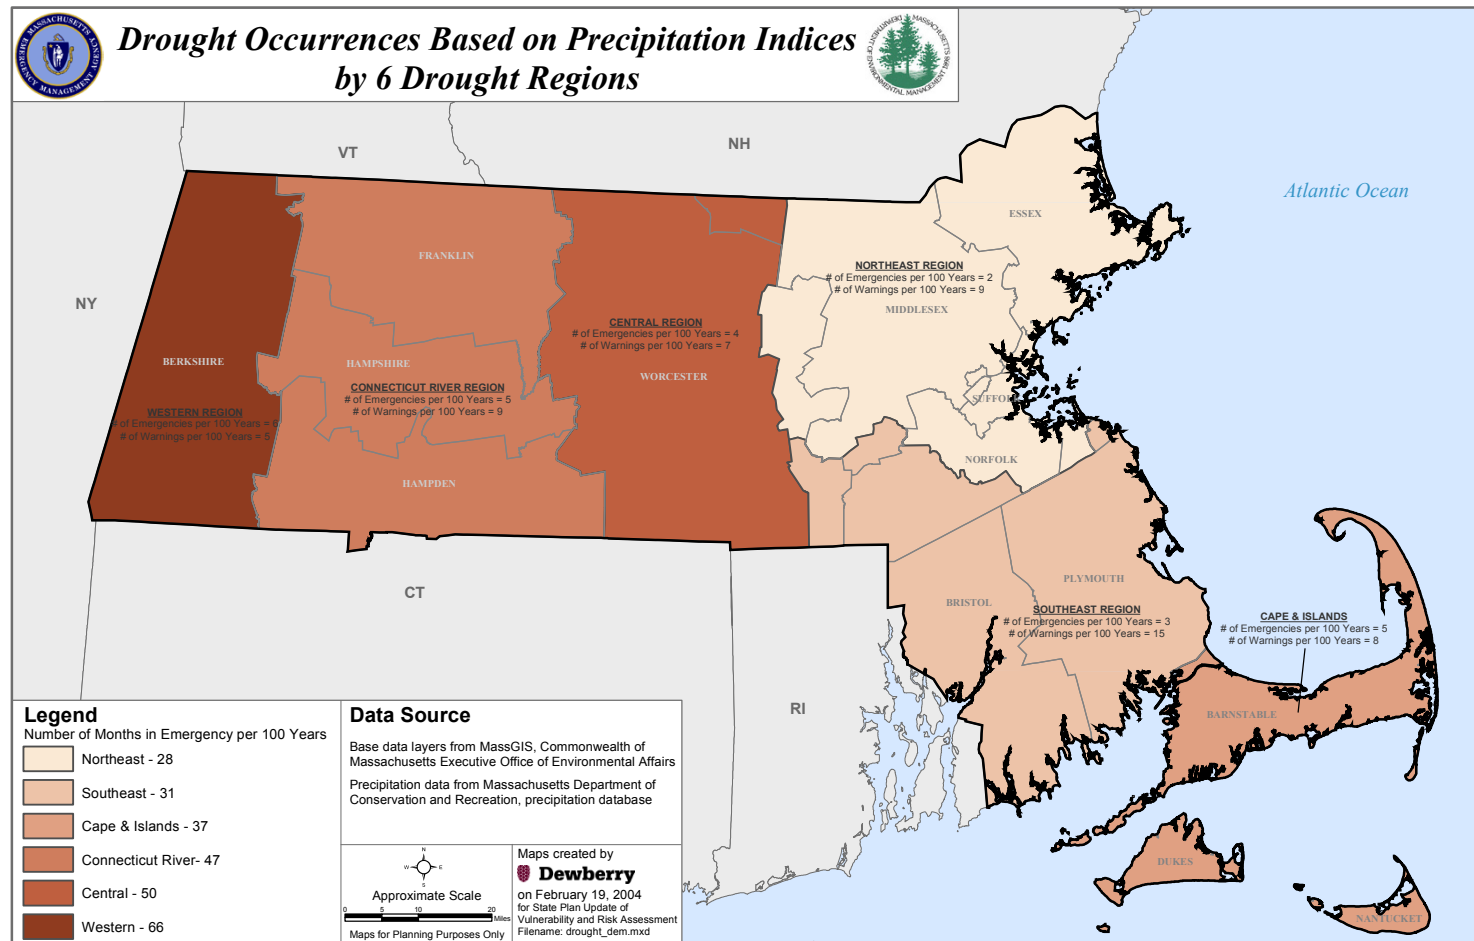 Drought Occurrences Based on Precipitation Indices
by 6 Drought Regions
MASSACHUSETTS
EMERGENCY MANAGEMENT AGENCY
MASSACHUSETTS
DEPARTMENT OF ENVIRONMENTAL MANAGEMENT
VT
NH
NY
CT
RI
Atlantic Ocean
ESSEX
FRANKLIN
NORTHEAST REGION
# of Emergencies per 100 Years = 2
# of Warnings per 100 Years = 9
MIDDLESEX
CENTRAL REGION
# of Emergencies per 100 Years = 4
# of Warnings per 100 Years = 7
WORCESTER
BERKSHIRE
HAMPSHIRE
CONNECTICUT RIVER REGION
# of Emergencies per 100 Years = 5
# of Warnings per 100 Years = 9
WESTERN REGION
# of Emergencies per 100 Years = 6
# of Warnings per 100 Years = 5
SUFFOLK
NORFOLK
HAMPDEN
PLYMOUTH
BRISTOL
SOUTHEAST REGION
# of Emergencies per 100 Years = 3
# of Warnings per 100 Years = 15
CAPE & ISLANDS
# of Emergencies per 100 Years = 5
# of Warnings per 100 Years = 8
BARNSTABLE
DUKES
NANTUCKET
Legend
Number of Months in Emergency per 100 Years
Northeast - 28
Southeast - 31
Cape & Islands - 37
Connecticut River- 47
Central - 50
Western - 66
Data Source
Base data layers from MassGIS, Commonwealth of
Massachusetts Executive Office of Environmental Affairs
Precipitation data from Massachusetts Department of
Conservation and Recreation, precipitation database
N
W E
S
Approximate Scale
0 5 10 20
Miles
Maps for Planning Purposes Only
Maps created by
Dewberry
on February 19, 2004
for State Plan Update of
Vulnerability and Risk Assessment
Filename: drought_dem.mxd